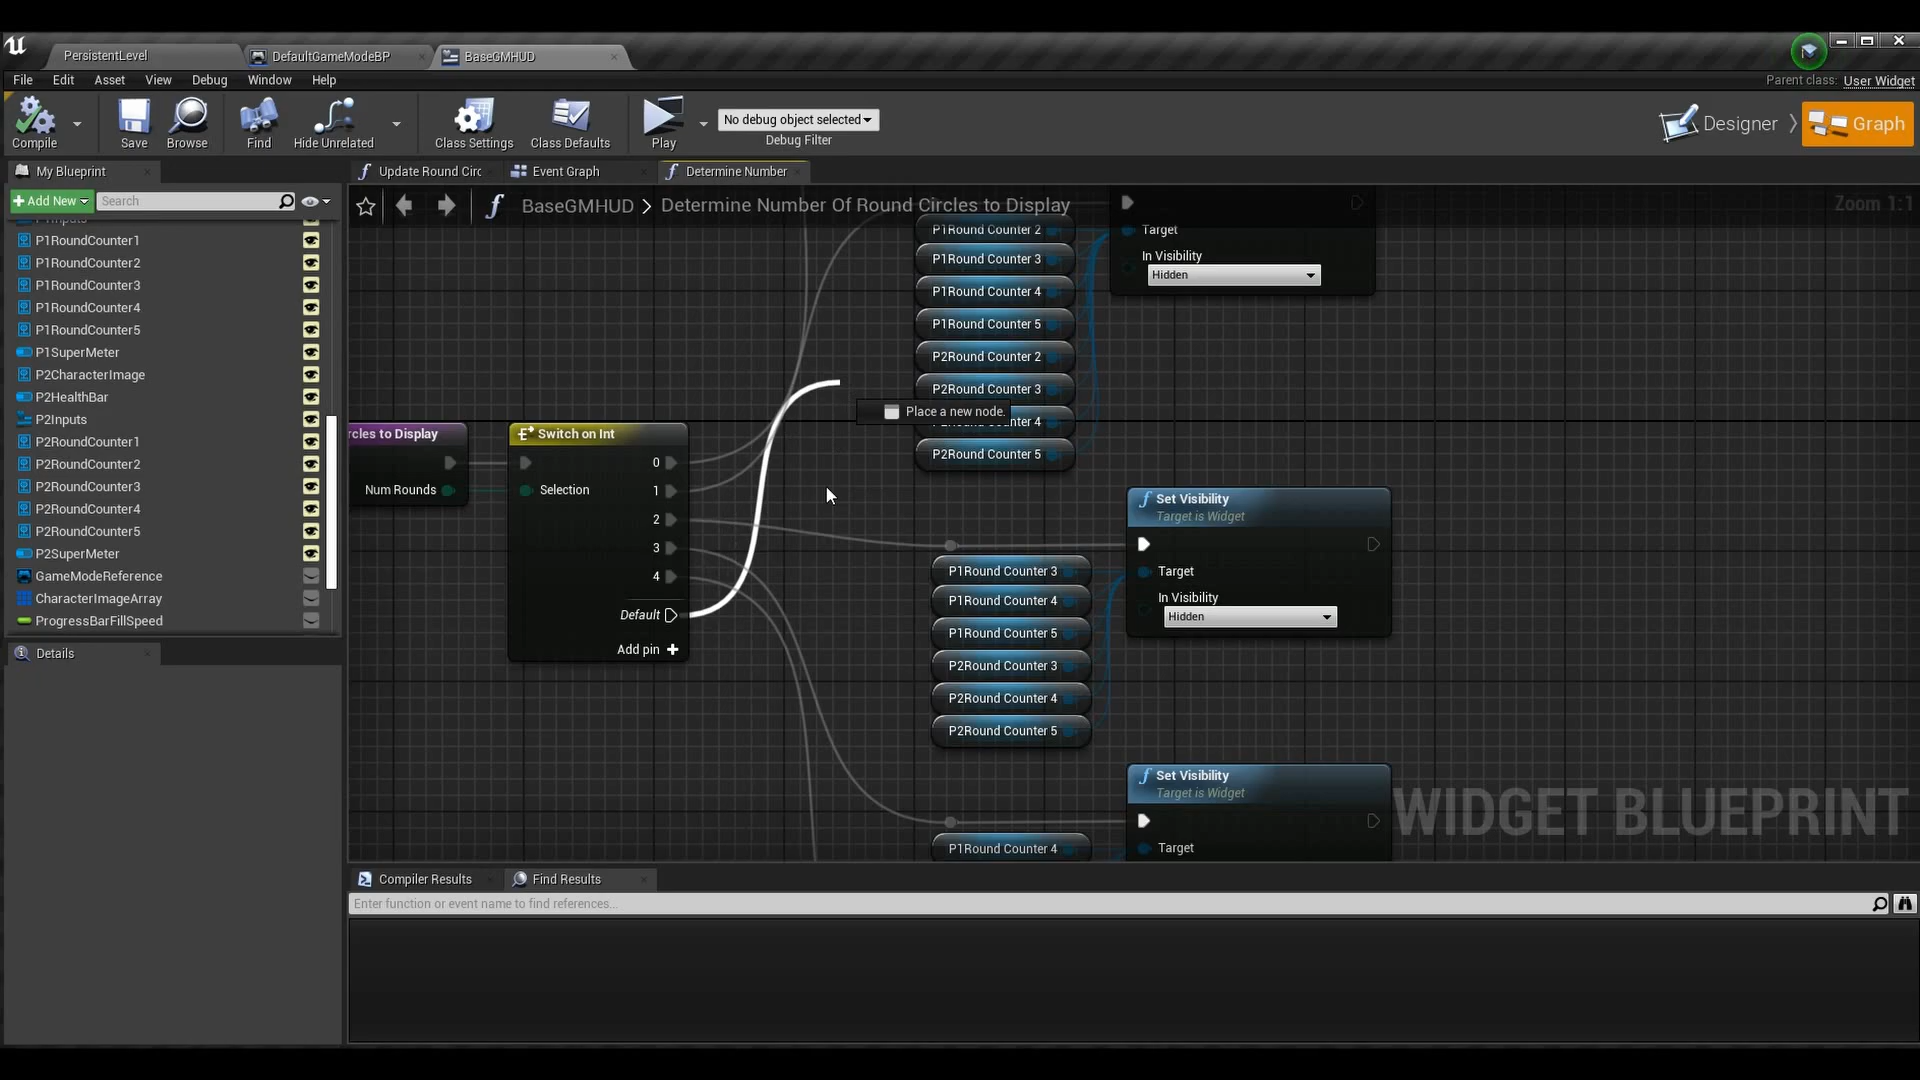 PersistentLevel
DefaultGameModeBP
BaseGMHUD
File Edit Asset View Debug Window Help
Parent class: User Widget
Compile
Save
Browse
Find
Hide Unrelated
Class Settings
Class Defaults
Play
No debug object selected
Debug Filter
Designer
Graph
My Blueprint
Update Round Circ
Event Graph
Determine Number
+ Add New
Search
BaseGMHUD > Determine Number Of Round Circles to Display
Zoom 1:1
P1RoundCounter1
P1RoundCounter2
P1RoundCounter3
P1RoundCounter4
P1RoundCounter5
P1SuperMeter
P2CharacterImage
P2HealthBar
P2Inputs
P2RoundCounter1
P2RoundCounter2
P2RoundCounter3
P2RoundCounter4
P2RoundCounter5
P2SuperMeter
GameModeReference
CharacterImageArray
ProgressBarFillSpeed
Details
rcles to Display
Num Rounds
Switch on Int
Selection
0
1
2
3
4
Default
Add pin +
P1Round Counter 2
P1Round Counter 3
P1Round Counter 4
P1Round Counter 5
P2Round Counter 2
P2Round Counter 3
Place a new node.
unter 4
P2Round Counter 5
Target
In Visibility
Hidden
Set Visibility
Target is Widget
Target
In Visibility
Hidden
P1Round Counter 3
P1Round Counter 4
P1Round Counter 5
P2Round Counter 3
P2Round Counter 4
P2Round Counter 5
Set Visibility
Target is Widget
Target
P1Round Counter 4
WIDGET BLUEPRINT
Compiler Results
Find Results
Enter function or event name to find references...